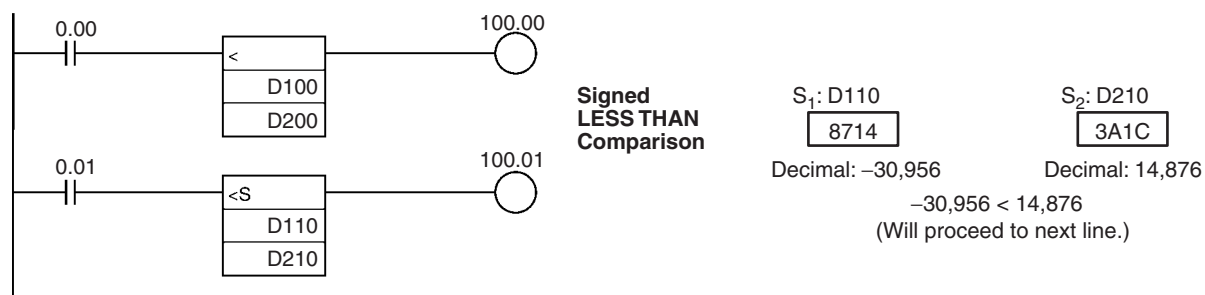 0.00
100.00
<
D100
D200
0.01
100.01
<S
D110
D210
Signed
LESS THAN
Comparison
S₁: D110
S₂: D210
8714
3A1C
Decimal: −30,956
Decimal: 14,876
−30,956 < 14,876
(Will proceed to next line.)